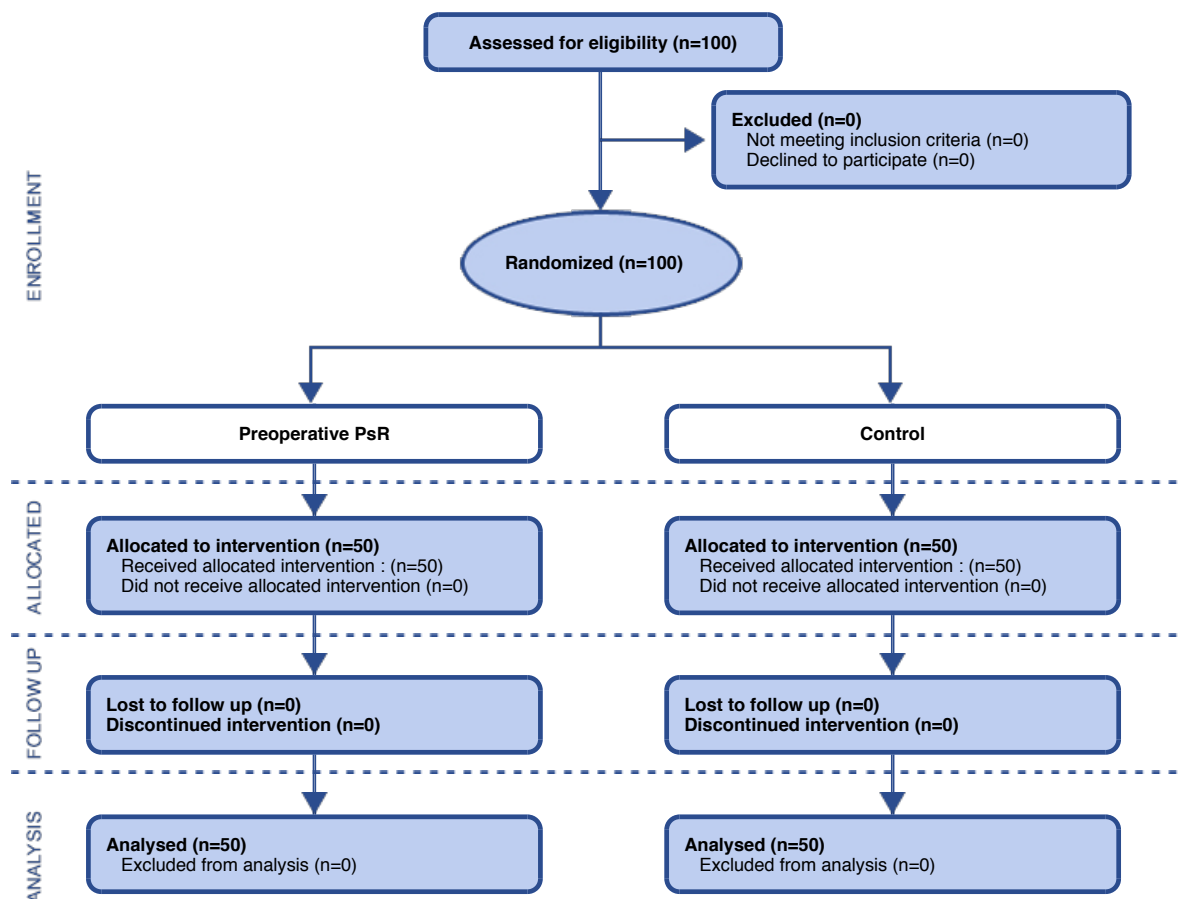 Assessed for eligibility (n=100)
Excluded (n=0)
Not meeting inclusion criteria (n=0)
Declined to participate (n=0)
ENROLLMENT
Randomized (n=100)
Preoperative PsR
Control
ALLOCATED
Allocated to intervention (n=50)
Received allocated intervention : (n=50)
Did not receive allocated intervention (n=0)
Allocated to intervention (n=50)
Received allocated intervention : (n=50)
Did not receive allocated intervention (n=0)
FOLLOW UP
Lost to follow up (n=0)
Discontinued intervention (n=0)
Lost to follow up (n=0)
Discontinued intervention (n=0)
ANALYSIS
Analysed (n=50)
Excluded from analysis (n=0)
Analysed (n=50)
Excluded from analysis (n=0)